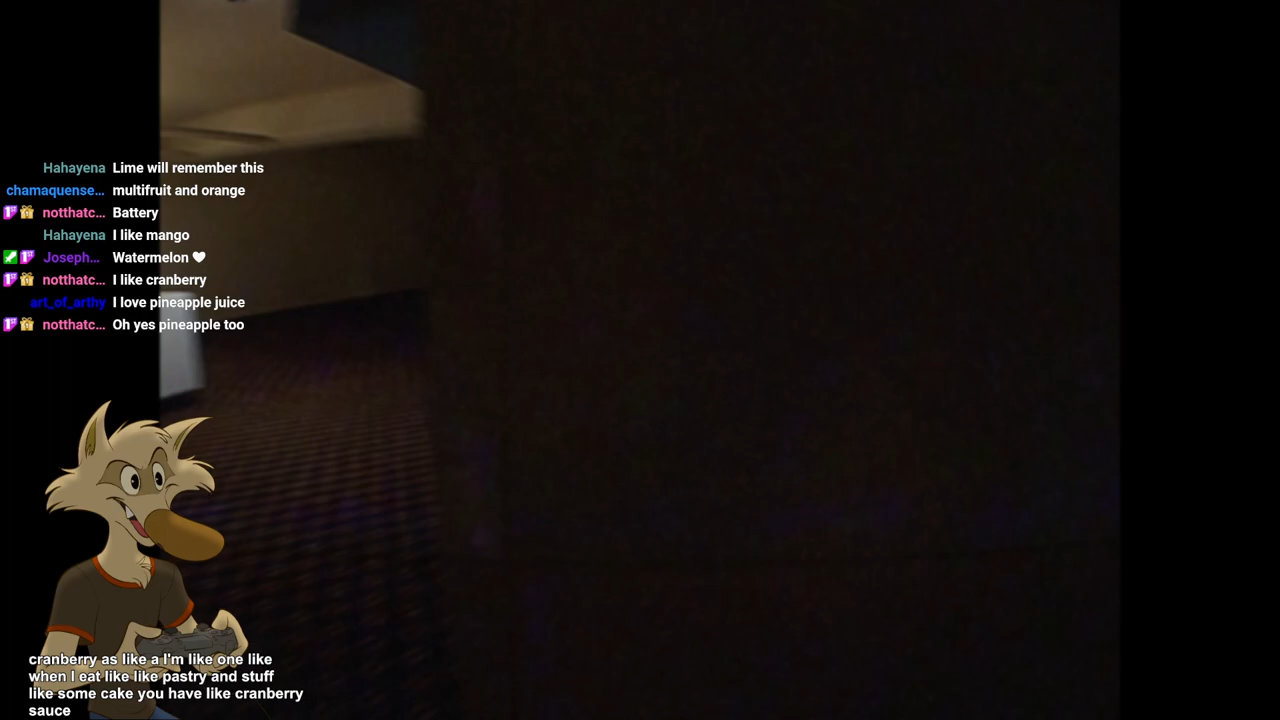 Hahayena Lime will remember this
chamaquense... multifruit and orange
notthatc... Battery
Hahayena I like mango
Joseph... Watermelon 🤍
notthatc... I like cranberry
art_of_arthy I love pineapple juice
notthatc... Oh yes pineapple too
cranberry as like a I'm like one like
when I eat like like pastry and stuff
like some cake you have like cranberry
sauce